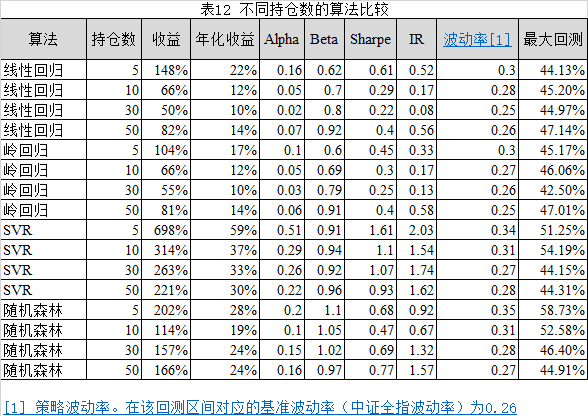 表12 不同持仓数的算法比较
算法 持仓数 收益 年化收益 Alpha Beta Sharpe IR 波动率[1] 最大回测
线性回归 5 148% 22% 0.16 0.62 0.61 0.52 0.3 44.13%
线性回归 10 66% 12% 0.05 0.7 0.29 0.17 0.28 45.20%
线性回归 30 50% 10% 0.02 0.8 0.22 0.08 0.25 44.97%
线性回归 50 82% 14% 0.07 0.92 0.4 0.56 0.26 47.14%
岭回归 5 104% 17% 0.1 0.6 0.45 0.33 0.3 45.17%
岭回归 10 66% 12% 0.05 0.69 0.3 0.17 0.27 46.06%
岭回归 30 55% 10% 0.03 0.79 0.25 0.13 0.26 42.50%
岭回归 50 81% 14% 0.06 0.91 0.4 0.58 0.25 47.01%
SVR 5 698% 59% 0.51 0.91 1.61 2.03 0.34 51.25%
SVR 10 314% 37% 0.29 0.94 1.1 1.54 0.31 54.19%
SVR 30 263% 33% 0.26 0.92 1.07 1.74 0.27 44.15%
SVR 50 221% 30% 0.22 0.96 0.93 1.62 0.28 44.31%
随机森林 5 202% 28% 0.2 1.1 0.68 0.92 0.35 58.73%
随机森林 10 114% 19% 0.1 1.05 0.47 0.67 0.31 52.58%
随机森林 30 157% 24% 0.15 1.02 0.69 1.32 0.28 46.40%
随机森林 50 166% 24% 0.16 0.97 0.77 1.57 0.27 44.91%
[1] 策略波动率。在该回测区间对应的基准波动率（中证全指波动率）为0.26